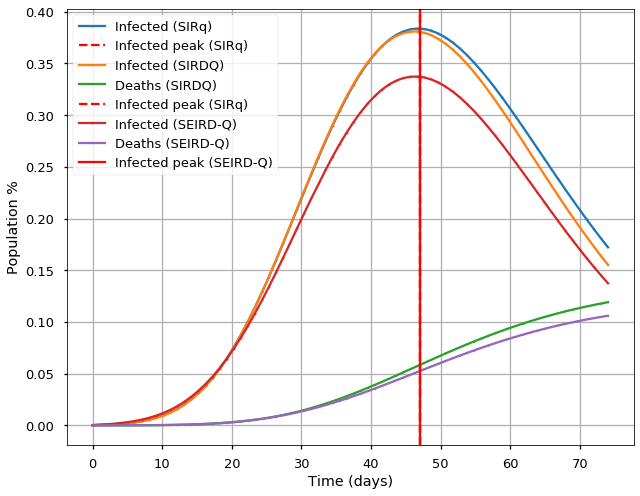 0.40
0.35
0.30
0.25
0.20
0.15
0.10
0.05
0.00
Population %
Infected (SIRq)
Infected peak (SIRq)
Infected (SIRDQ)
Deaths (SIRDQ)
Infected peak (SIRq)
Infected (SEIRD-Q)
Deaths (SEIRD-Q)
Infected peak (SEIRD-Q)
0 10 20 30 40 50 60 70
Time (days)